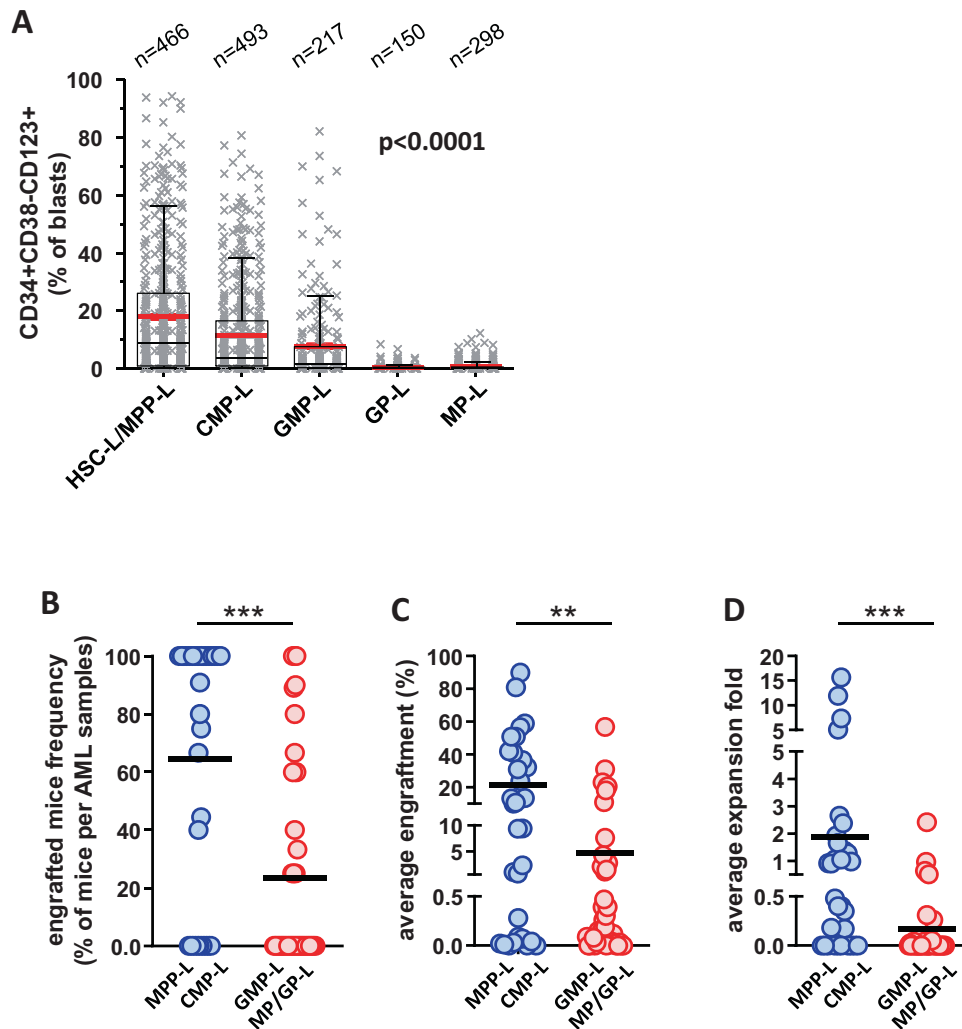 A
n=466 n=493 n=217 n=150 n=298
CD34+CD38-CD123+
(% of blasts)
100
80
60
40
20
0
p<0.0001
HSC-L/MPP-L CMP-L GMP-L GP-L MP-L
B
***
engrafted mice frequency
(% of mice per AML samples)
100
80
60
40
20
0.0
MPP-L CMP-L GMP-L MP/GP-L
C
**
average engraftment (%)
100
80
60
40
20
10
5
0.5
0.0
MPP-L CMP-L GMP-L MP/GP-L
D
***
average expansion fold
20
15
10
5
5
4
3
2
1
0.5
0.0
MPP-L CMP-L GMP-L MP/GP-L